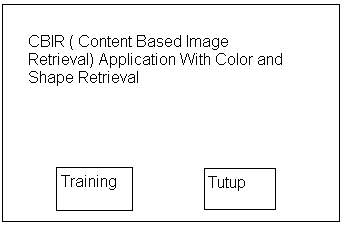 CBIR ( Content Based Image
Retrieval) Application With Color and
Shape Retrieval
Training
Tutup